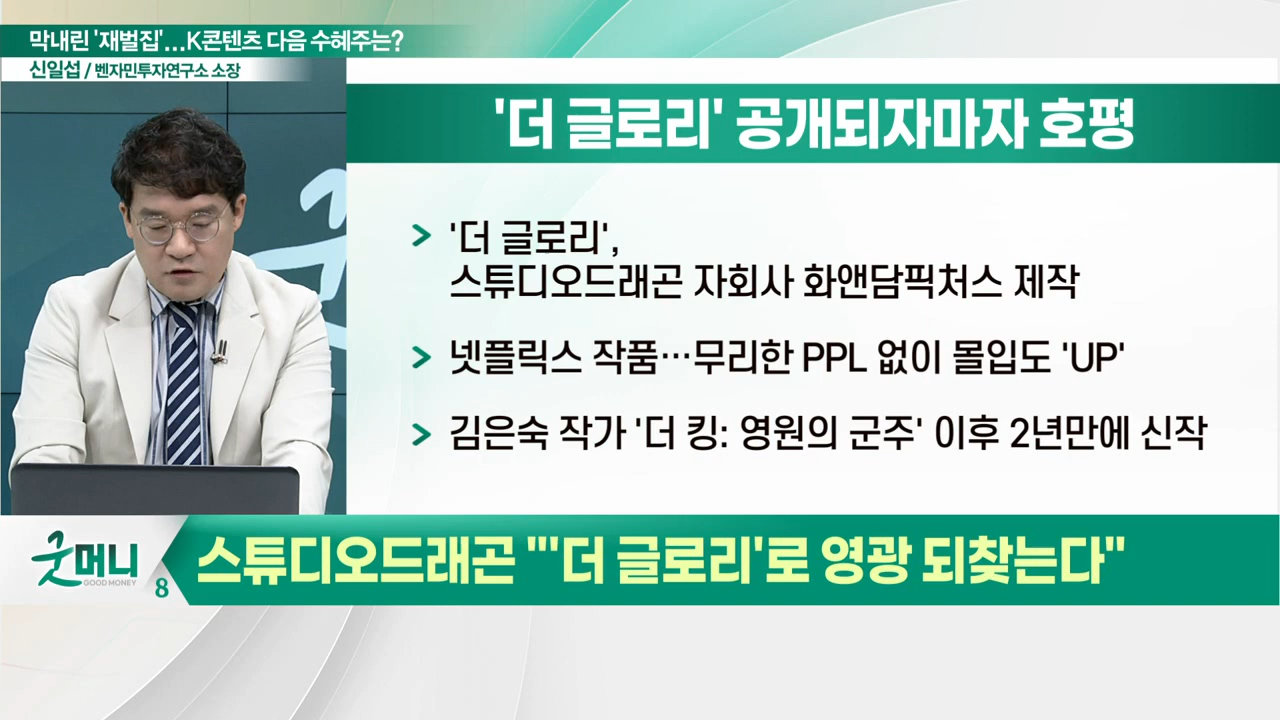 막내린 '재벌집'...K콘텐츠 다음 수혜주는?
신일섭 / 벤자민투자연구소 소장
'더 글로리' 공개되자마자 호평
> '더 글로리',
스튜디오드래곤 자회사 화앤담픽처스 제작
> 넷플릭스 작품…무리한 PPL 없이 몰입도 'UP'
> 김은숙 작가 '더 킹: 영원의 군주' 이후 2년만에 신작
굿머니
GOOD MONEY
8
스튜디오드래곤 "'더 글로리'로 영광 되찾는다"